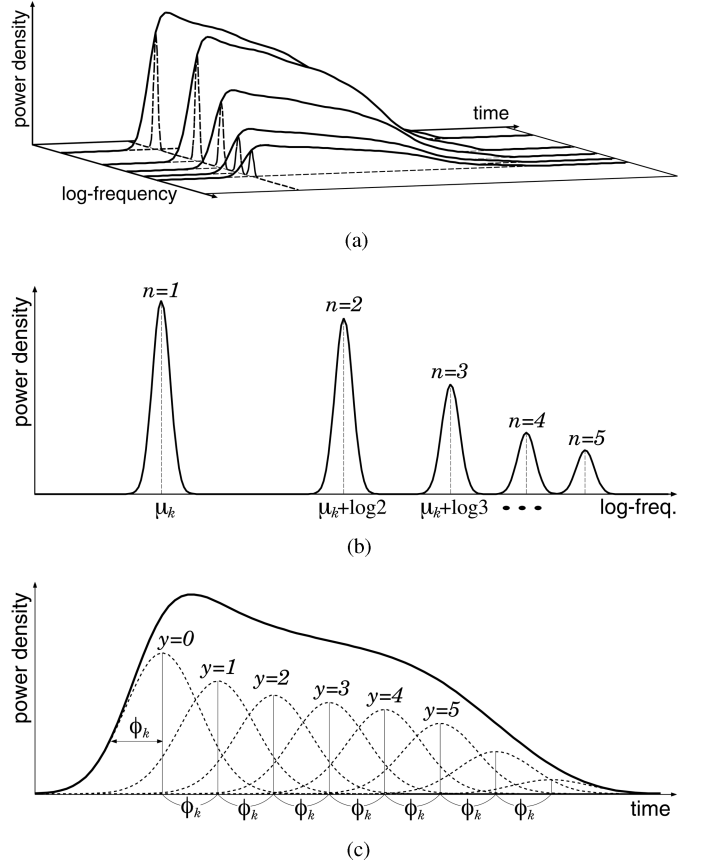 power density
time
log-frequency
(a)
power density
n=1
n=2
n=3
n=4
n=5
μk
μk+log2
μk+log3
• • •
log-freq.
(b)
power density
y=0
y=1
y=2
y=3
y=4
y=5
ϕk
ϕk ϕk ϕk ϕk ϕk ϕk ϕk
time
(c)